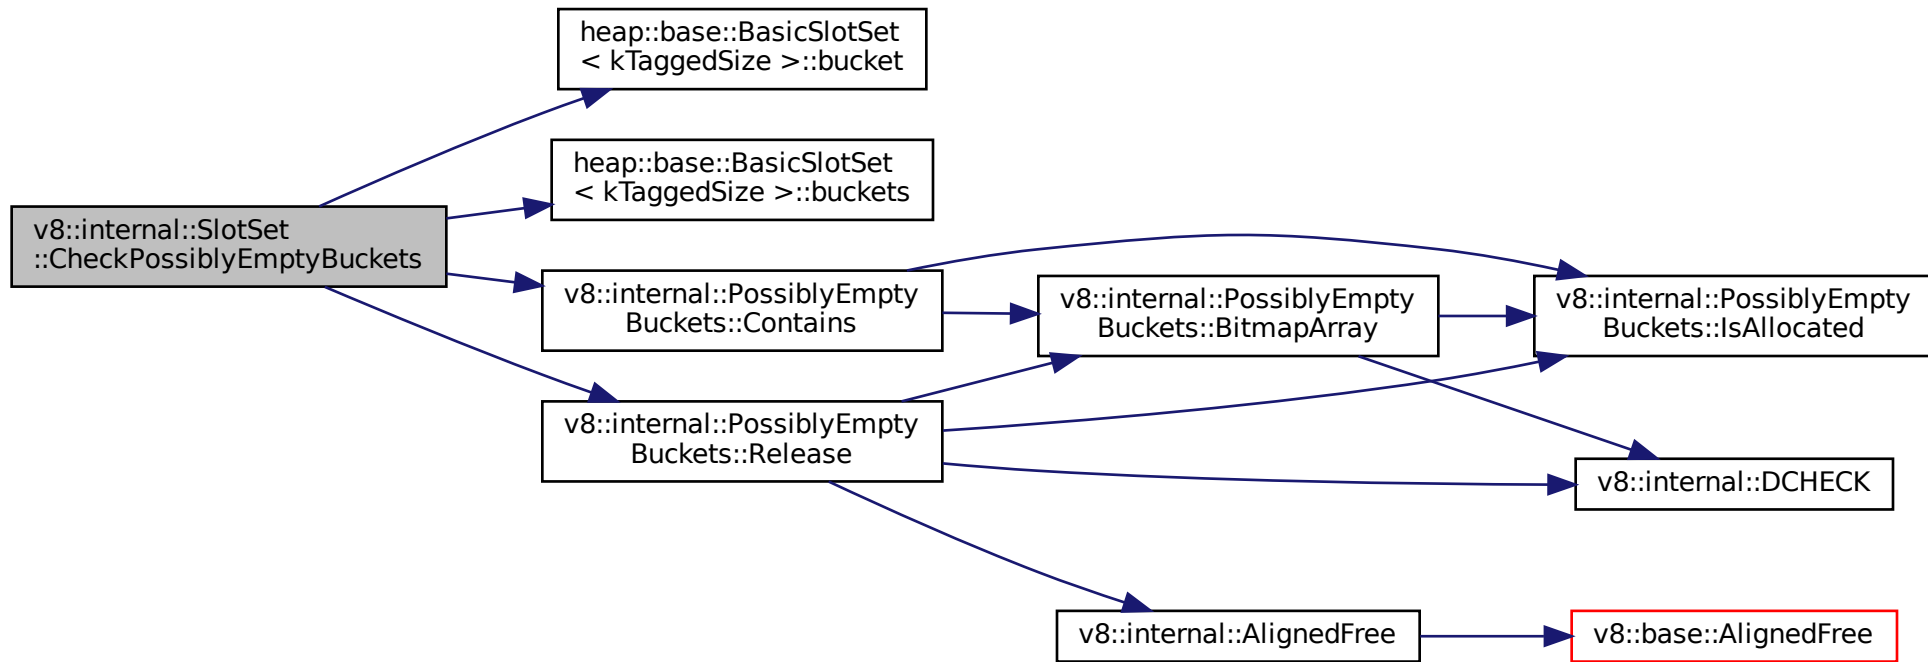 heap::base::BasicSlotSet
< kTaggedSize >::bucket
heap::base::BasicSlotSet
< kTaggedSize >::buckets
v8::internal::SlotSet
::CheckPossiblyEmptyBuckets
v8::internal::PossiblyEmpty
Buckets::Contains
v8::internal::PossiblyEmpty
Buckets::BitmapArray
v8::internal::PossiblyEmpty
Buckets::IsAllocated
v8::internal::PossiblyEmpty
Buckets::Release
v8::internal::DCHECK
v8::internal::AlignedFree
v8::base::AlignedFree